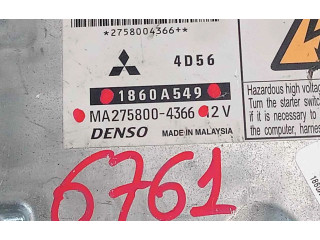 *2758004366+*
4D56
1860A549
MA275800-4366 12V
DENSO MADE IN MALAYSIA
Hazardous high voltage
Turn the starter switch
if it is necessary to
the computer, harness
6761